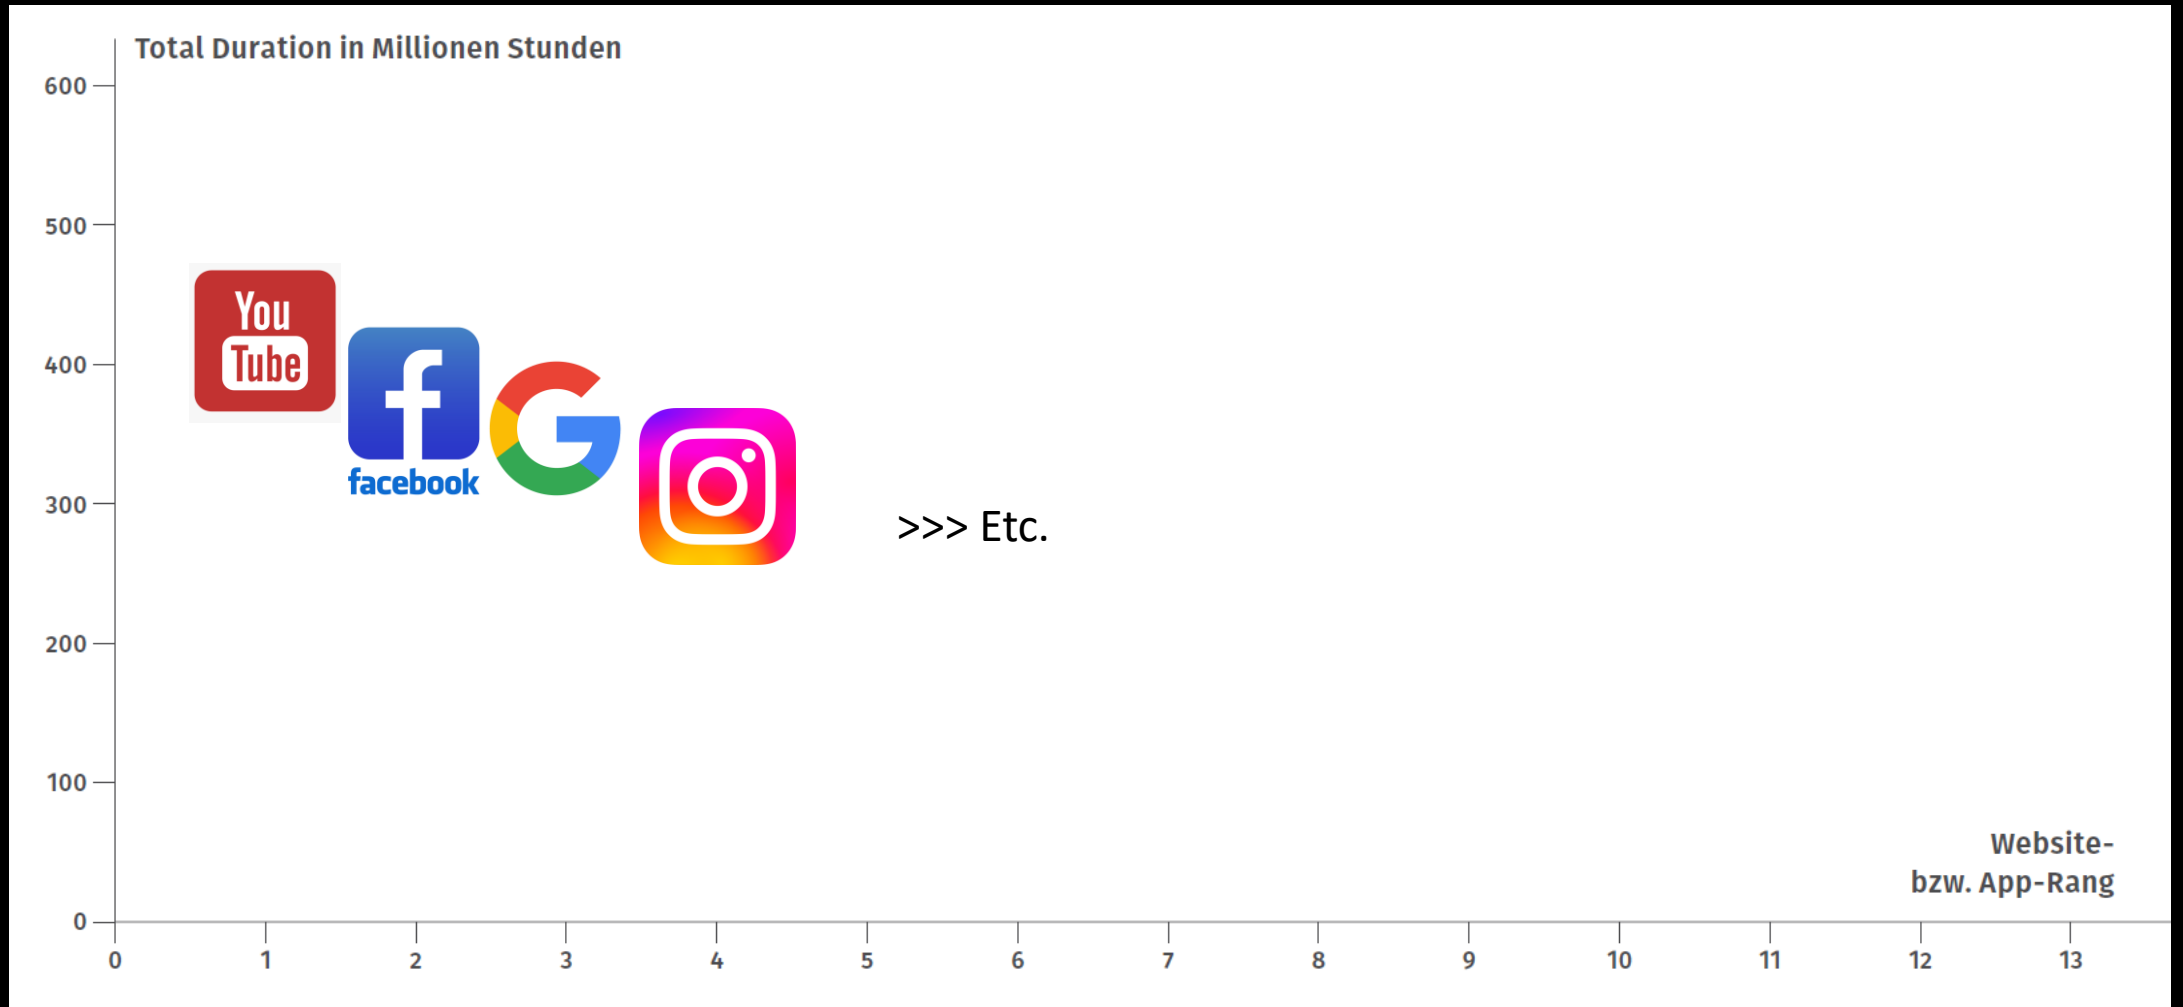 Total Duration in Millionen Stunden
600
500
400
300
200
100
0
You
Tube
facebook
>>> Etc.
Website-
bzw. App-Rang
0 1 2 3 4 5 6 7 8 9 10 11 12 13